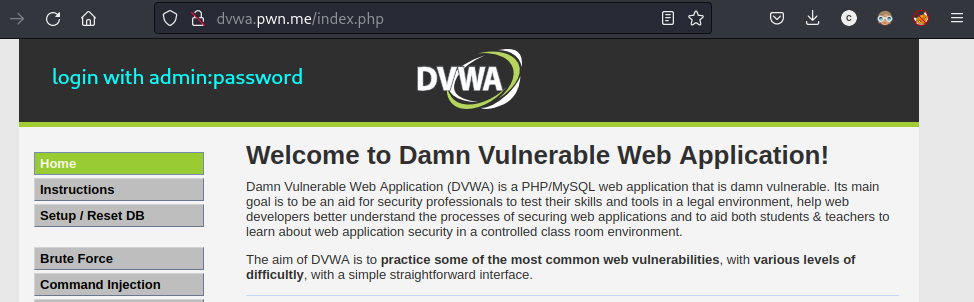 dvwa.pwn.me/index.php
C
login with admin:password
DVWA
Home
Instructions
Setup / Reset DB
Brute Force
Command Injection
Welcome to Damn Vulnerable Web Application!
Damn Vulnerable Web Application (DVWA) is a PHP/MySQL web application that is damn vulnerable. Its main
goal is to be an aid for security professionals to test their skills and tools in a legal environment, help web
developers better understand the processes of securing web applications and to aid both students & teachers to
learn about web application security in a controlled class room environment.
The aim of DVWA is to practice some of the most common web vulnerabilities, with various levels of
difficultly, with a simple straightforward interface.